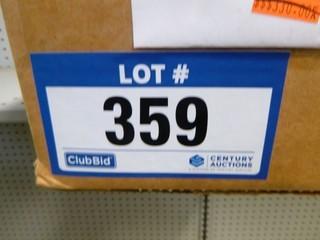 LOT #
359
ClubBid
CENTURY
AUCTIONS